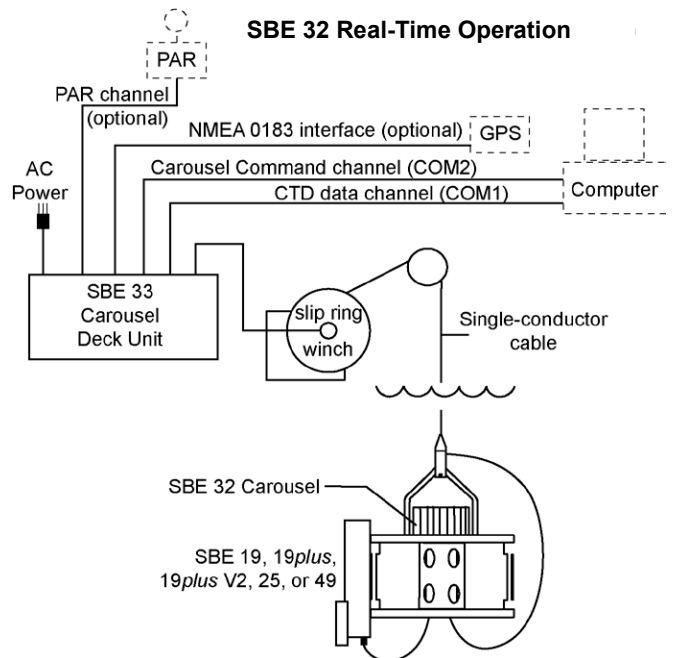 SBE 32 Real-Time Operation
PAR
PAR channel
(optional)
NMEA 0183 interface (optional)
GPS
Carousel Command channel (COM2)
AC
Power
CTD data channel (COM1)
Computer
SBE 33
Carousel
Deck Unit
slip ring
winch
Single-conductor
cable
SBE 32 Carousel
SBE 19, 19plus,
19plus V2, 25, or 49